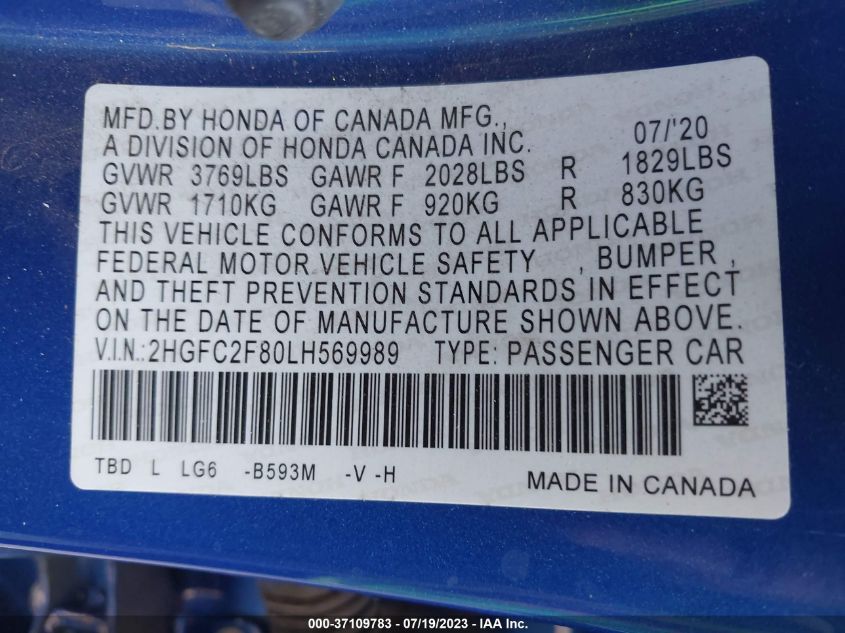 MFD.BY HONDA OF CANADA MFG.,
A DIVISION OF HONDA CANADA INC. 07/'20
GVWR 3769LBS GAWR F 2028LBS R 1829LBS
GVWR 1710KG GAWR F 920KG R 830KG
THIS VEHICLE CONFORMS TO ALL APPLICABLE
FEDERAL MOTOR VEHICLE SAFETY , BUMPER ,
AND THEFT PREVENTION STANDARDS IN EFFECT
ON THE DATE OF MANUFACTURE SHOWN ABOVE.
V.I.N.:2HGFC2F80LH569989 TYPE: PASSENGER CAR
TBD L LG6 -B593M -V -H MADE IN CANADA
000-37109783 - 07/19/2023 - IAA Inc.